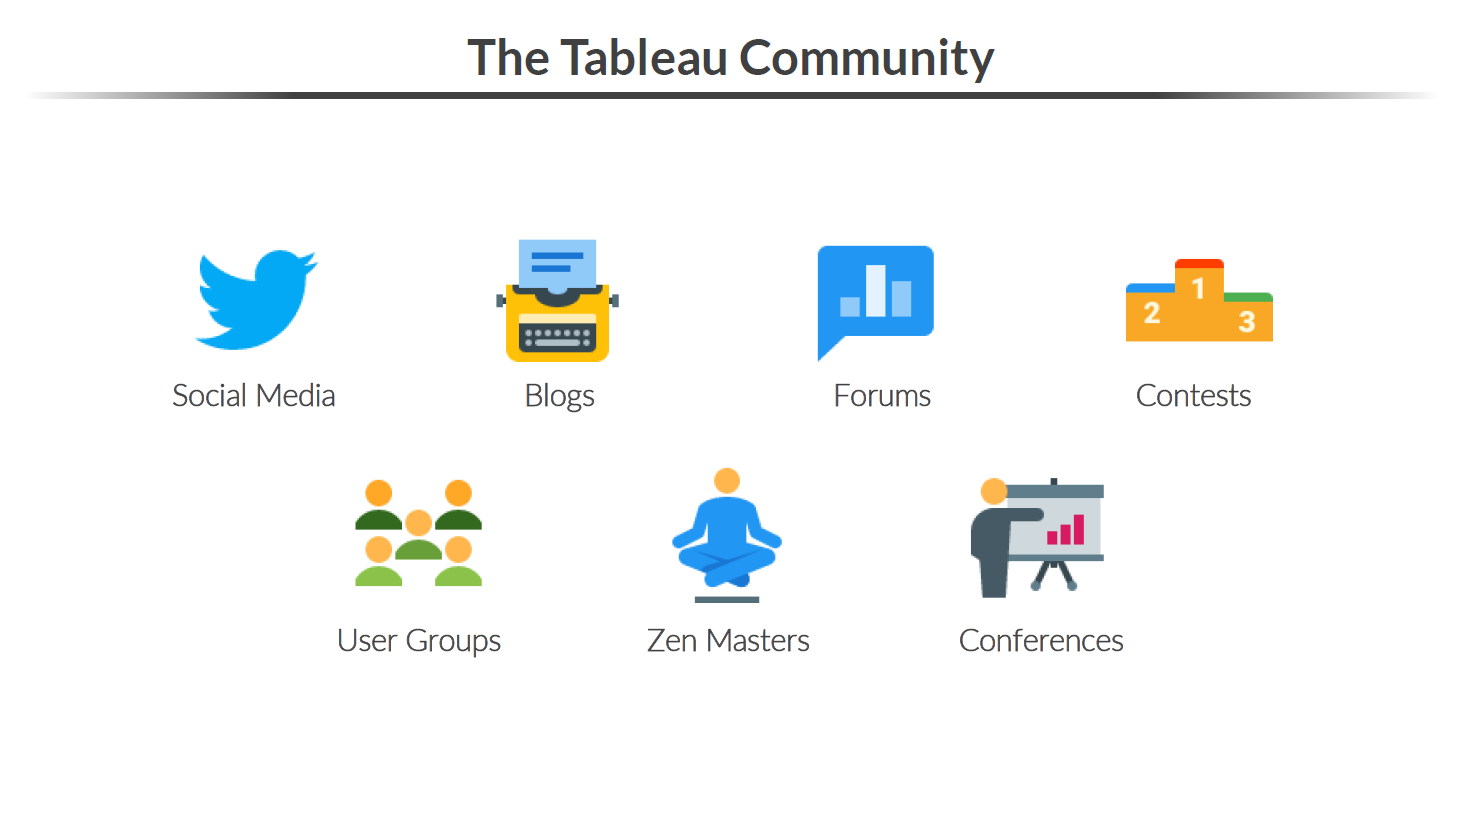 The Tableau Community
Social Media
Blogs
Forums
2
1
3
Contests
User Groups
Zen Masters
Conferences